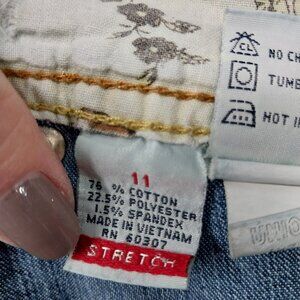 NO CH
TUMB
HOT I
11
76 % COTTON
22.5% POLYESTER
1.5% SPANDEX
MADE IN VIETNAM
RN 60307
STRETCH